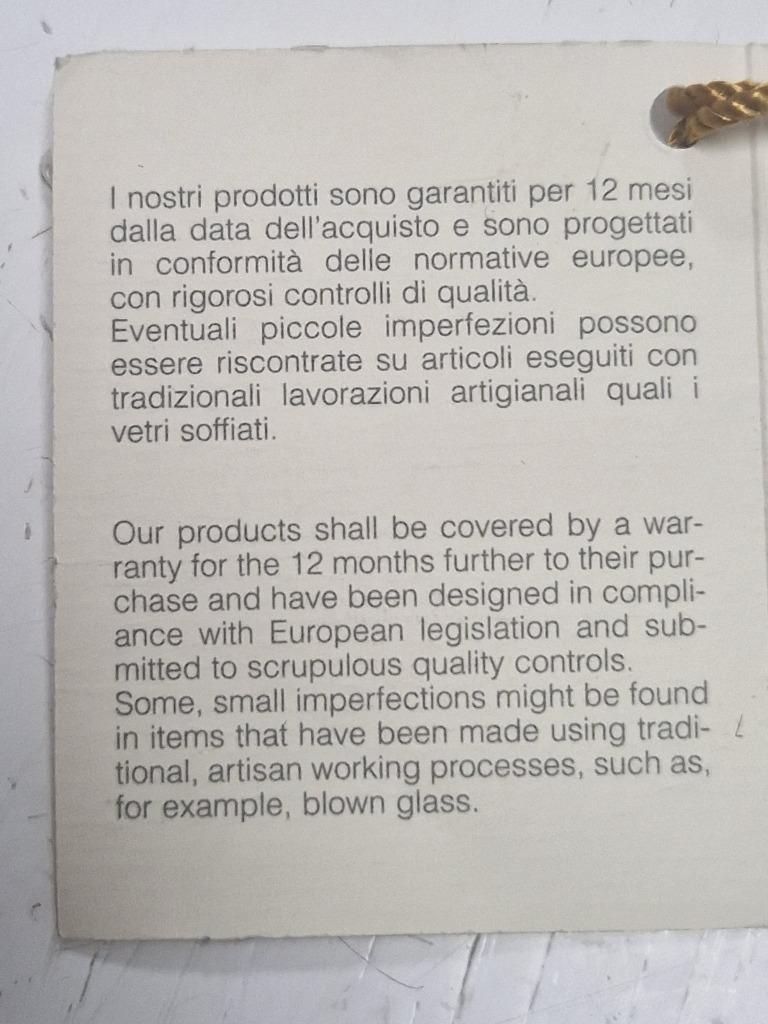 I nostri prodotti sono garantiti per 12 mesi
dalla data dell'acquisto e sono progettati
in conformità delle normative europee,
con rigorosi controlli di qualità.
Eventuali piccole imperfezioni possono
essere riscontrate su articoli eseguiti con
tradizionali lavorazioni artigianali quali i
vetri soffiati.
Our products shall be covered by a war-
ranty for the 12 months further to their pur-
chase and have been designed in compli-
ance with European legislation and sub-
mitted to scrupulous quality controls.
Some, small imperfections might be found
in items that have been made using tradi-
tional, artisan working processes, such as,
for example, blown glass.